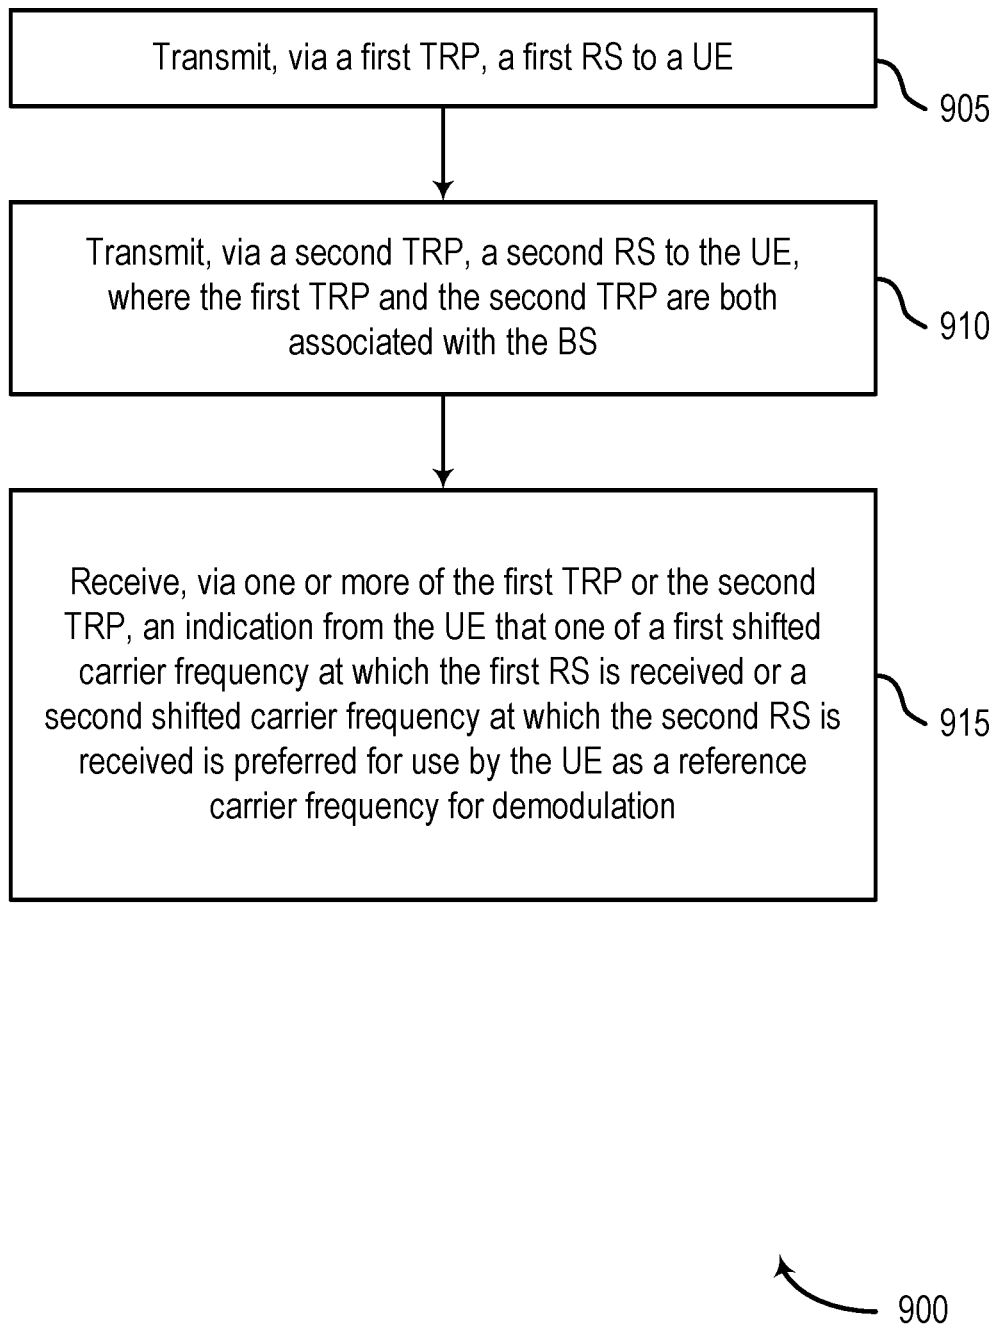 Transmit, via a first TRP, a first RS to a UE
905
Transmit, via a second TRP, a second RS to the UE,
where the first TRP and the second TRP are both
associated with the BS
910
Receive, via one or more of the first TRP or the second
TRP, an indication from the UE that one of a first shifted
carrier frequency at which the first RS is received or a
second shifted carrier frequency at which the second RS is
received is preferred for use by the UE as a reference
carrier frequency for demodulation
915
900